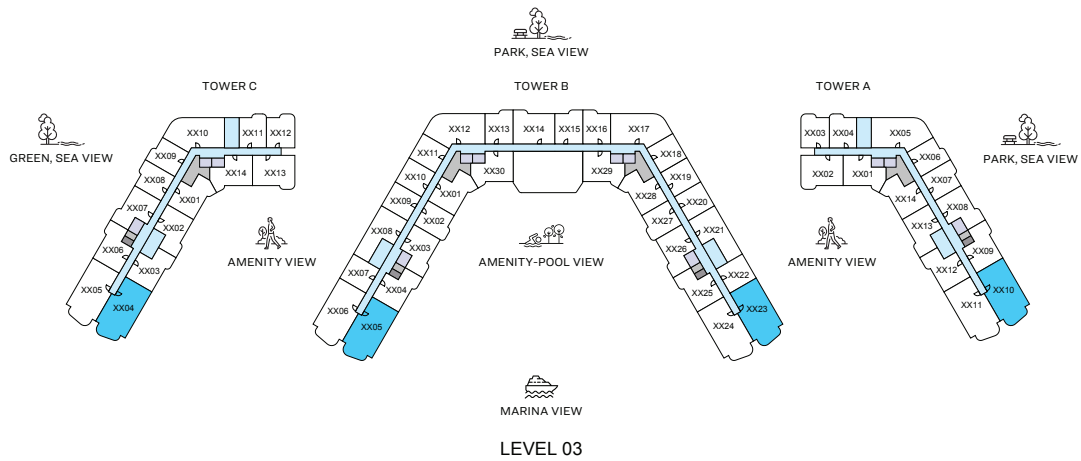 PARK, SEA VIEW
TOWER C
TOWER B
TOWER A
GREEN, SEA VIEW
PARK, SEA VIEW
XX10
XX11
XX12
XX09
XX08
XX14
XX13
XX07
XX01
XX06
XX02
XX05
XX03
XX04
AMENITY VIEW
XX12
XX13
XX14
XX15
XX16
XX17
XX11
XX30
XX29
XX18
XX10
XX01
XX28
XX19
XX09
XX02
XX27
XX20
XX08
XX03
XX26
XX21
XX07
XX04
XX25
XX22
XX06
XX05
XX24
XX23
AMENITY-POOL VIEW
XX03
XX04
XX05
XX02
XX01
XX06
XX07
XX14
XX08
XX13
XX09
XX12
XX10
XX11
AMENITY VIEW
MARINA VIEW
LEVEL 03